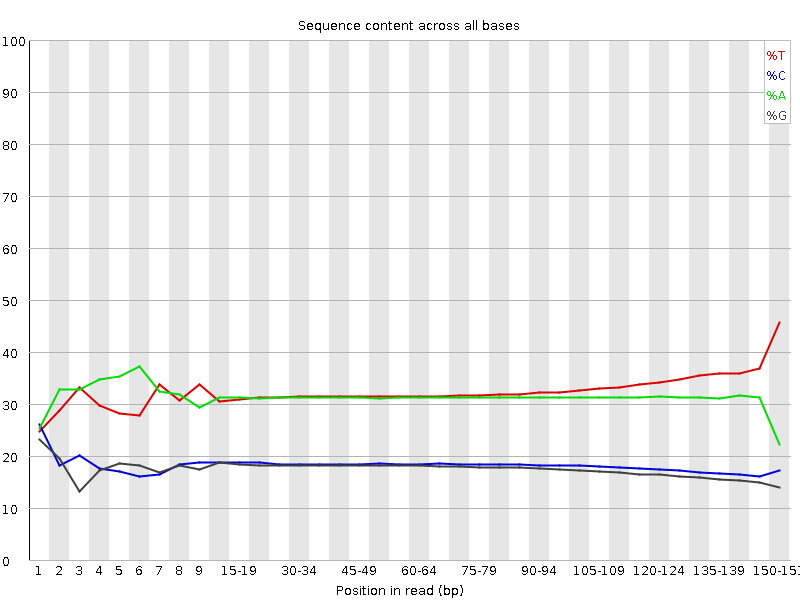 Sequence content across all bases
100
90
80
70
60
50
40
30
20
10
0
%T
%C
%A
%G
1 2 3 4 5 6 7 8 9 15-19 30-34 45-49 60-64 75-79 90-94 105-109 120-124 135-139 150-151
Position in read (bp)